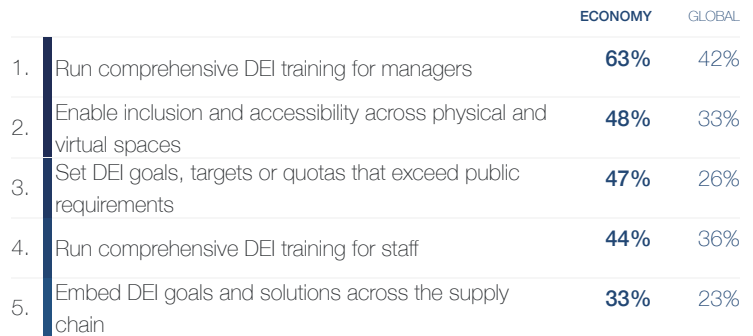 ECONOMY GLOBAL
1. Run comprehensive DEI training for managers 63% 42%
2. Enable inclusion and accessibility across physical and
virtual spaces 48% 33%
3. Set DEI goals, targets or quotas that exceed public
requirements 47% 26%
4. Run comprehensive DEI training for staff 44% 36%
5. Embed DEI goals and solutions across the supply
chain 33% 23%